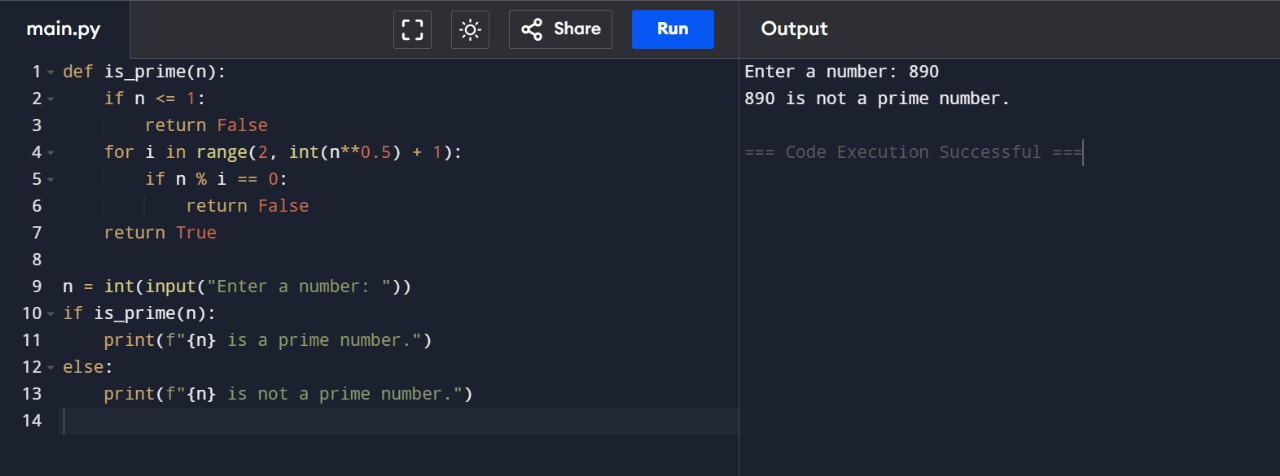 main.py
Share
Run
Output
1 def is_prime(n):
2     if n <= 1:
3         return False
4     for i in range(2, int(n**0.5) + 1):
5         if n % i == 0:
6             return False
7     return True
8
9 n = int(input("Enter a number: "))
10 if is_prime(n):
11     print(f"{n} is a prime number.")
12 else:
13     print(f"{n} is not a prime number.")
14
Enter a number: 890
890 is not a prime number.
=== Code Execution Successful ===